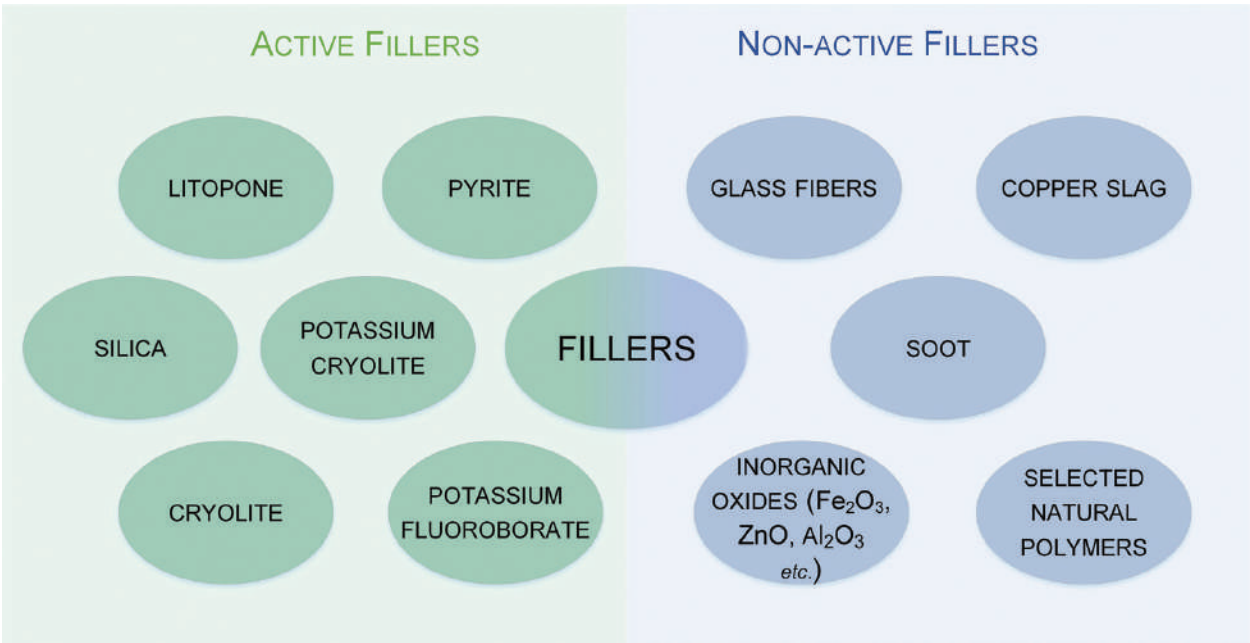 ACTIVE FILLERS
NON-ACTIVE FILLERS
LITOPONE
PYRITE
GLASS FIBERS
COPPER SLAG
SILICA
POTASSIUM
CRYOLITE
FILLERS
SOOT
CRYOLITE
POTASSIUM
FLUOROBORATE
INORGANIC
OXIDES (Fe₂O₃,
ZnO, Al₂O₃
etc.)
SELECTED
NATURAL
POLYMERS